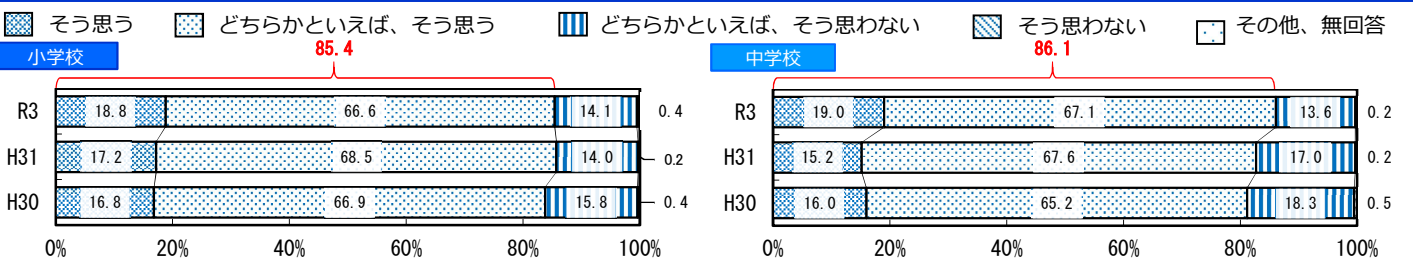 そう思う どちらかといえば、そう思う どちらかといえば、そう思わない そう思わない その他、無回答
小学校
85.4
R3 18.8 66.6 14.1 0.4
H31 17.2 68.5 14.0 0.2
H30 16.8 66.9 15.8 0.4
0% 20% 40% 60% 80% 100%
中学校
86.1
R3 19.0 67.1 13.6 0.2
H31 15.2 67.6 17.0 0.2
H30 16.0 65.2 18.3 0.5
0% 20% 40% 60% 80% 100%